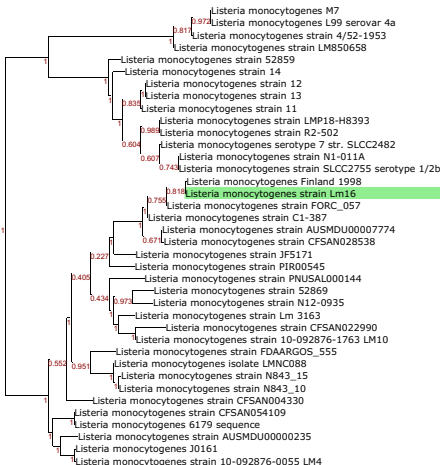 Listeria monocytogenes M7
0.972
Listeria monocytogenes L99 serovar 4a
0.817
Listeria monocytogenes strain 4/52-1953
1
Listeria monocytogenes strain LM850658
Listeria monocytogenes strain 52859
1
Listeria monocytogenes strain 14
Listeria monocytogenes strain 12
1
Listeria monocytogenes strain 13
0.835
Listeria monocytogenes strain 11
1
Listeria monocytogenes strain LMP18-H8393
0.989
Listeria monocytogenes strain R2-502
0.604
Listeria monocytogenes serotype 7 str. SLCC2482
0.607
Listeria monocytogenes strain N1-011A
0.743
Listeria monocytogenes strain SLCC2755 serotype 1/2b
Listeria monocytogenes Finland 1998
0.818
Listeria monocytogenes strain Lm16
0.755
Listeria monocytogenes strain FORC_057
1
Listeria monocytogenes strain C1-387
1
Listeria monocytogenes strain AUSMDU00007774
0.671
Listeria monocytogenes strain CFSAN028538
0.227
Listeria monocytogenes strain JF5171
1
Listeria monocytogenes strain PIR00545
0.405
Listeria monocytogenes strain PNUSAL000144
Listeria monocytogenes strain 52869
0.434
0.973
Listeria monocytogenes strain N12-0935
Listeria monocytogenes strain Lm 3163
1
1
Listeria monocytogenes strain CFSAN022990
1
Listeria monocytogenes strain 10-092876-1763 LM10
Listeria monocytogenes strain FDAARGOS_555
0.552
0.951
Listeria monocytogenes isolate LMNC088
1
Listeria monocytogenes strain N843_15
1
Listeria monocytogenes strain N843_10
1
Listeria monocytogenes strain CFSAN004330
1
Listeria monocytogenes strain CFSAN054109
1
Listeria monocytogenes 6179 sequence
1
Listeria monocytogenes strain AUSMDU00000235
1
Listeria monocytogenes J0161
1
Listeria monocytogenes strain 10-092876-0055 LM4